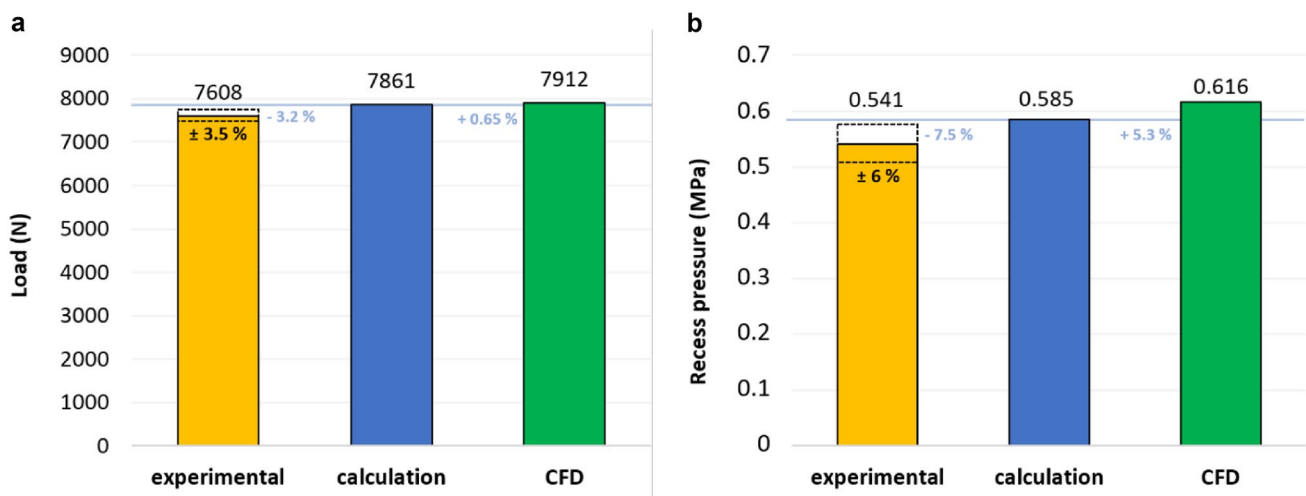 a
Load (N)
9000
8000
7000
6000
5000
4000
3000
2000
1000
0
7608
7861
7912
- 3.2 %
+ 0.65 %
± 3.5 %
experimental
calculation
CFD
b
Recess pressure (MPa)
0.7
0.6
0.5
0.4
0.3
0.2
0.1
0
0.541
0.585
0.616
- 7.5 %
+ 5.3 %
± 6 %
experimental
calculation
CFD